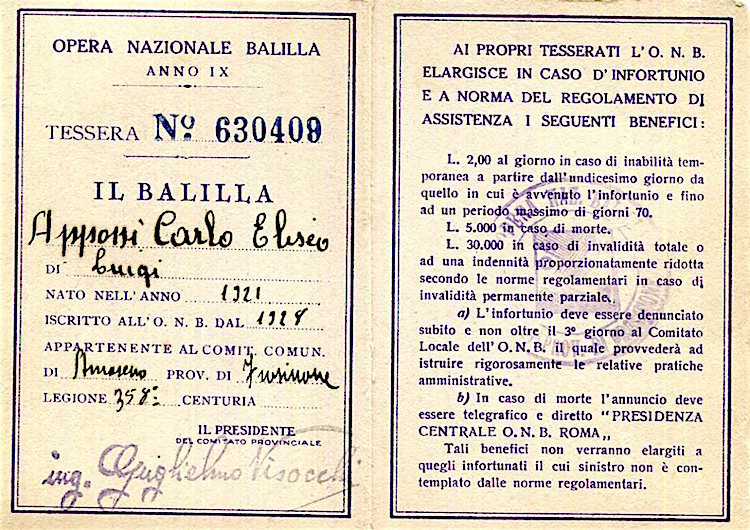 OPERA NAZIONALE BALILLA
ANNO IX
TESSERA Nº 630409
IL BALILLA
Apponi Carlo Eliseo
DI Luigi
NATO NELL'ANNO 1921
ISCRITTO ALL'O. N. B. DAL 1928
APPARTENENTE AL COMIT. COMUN.
DI Amaseno PROV. DI Frosinone
LEGIONE 358ª CENTURIA
IL PRESIDENTE
DEL COMITATO PROVINCIALE
ing. Guglielmo Visocchi
AI PROPRI TESSERATI L'O. N. B.
ELARGISCE IN CASO D'INFORTUNIO
E A NORMA DEL REGOLAMENTO DI
ASSISTENZA I SEGUENTI BENEFICI:
L. 2,00 al giorno in caso di inabilità tem-
poranea a partire dall'undicesimo giorno da
quello in cui è avvenuto l'infortunio e fino
ad un periodo massimo di giorni 70.
L. 5.000 in caso di morte.
L. 30.000 in caso di invalidità totale o
ad una indennità proporzionatamente ridotta
secondo le norme regolamentari in caso di
invalidità permanente parziale.
a) L'infortunio deve essere denunciato
subito e non oltre il 3º giorno al Comitato
Locale dell'O. N. B. il quale provvederà ad
istruire rigorosamente le relative pratiche
amministrative.
b) In caso di morte l'annuncio deve
essere telegrafico e diretto "PRESIDENZA
CENTRALE O. N. B. ROMA„
Tali benefici non verranno elargiti a
quegli infortunati il cui sinistro non è con-
templato dalle norme regolamentari.